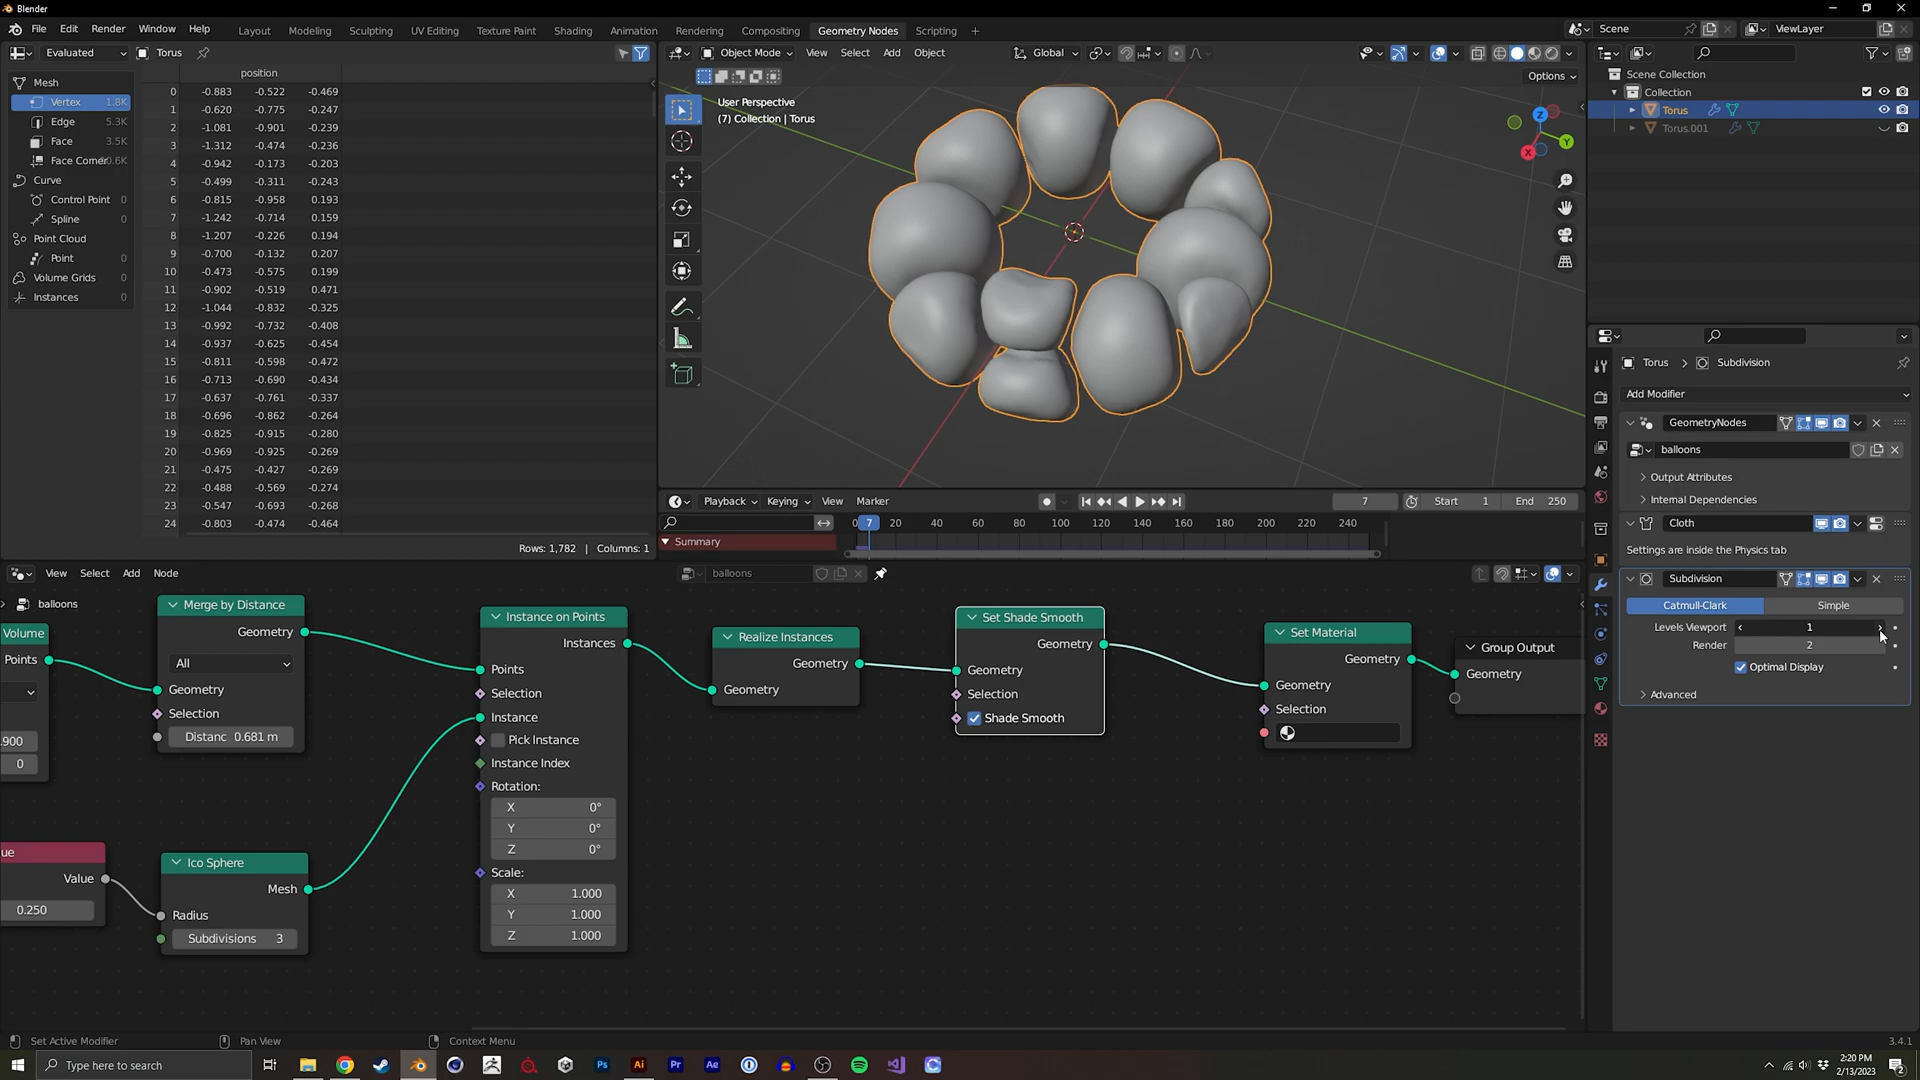 Blender
File Edit Render Window Help Layout Modeling Sculpting UV Editing Texture Paint Shading Animation Rendering Compositing Geometry Nodes Scripting + Scene ViewLayer
Evaluated Torus
Object Mode View Select Add Object Global
Options
position
Mesh
Vertex 1.8K
Edge 5.3K
Face 3.5K
Face Corner 10.6K
Curve
Control Point 0
Spline 0
Point Cloud
Point 0
Volume Grids 0
Instances 0
0 -0.883 -0.522 -0.469
1 -0.620 -0.775 -0.247
2 -1.081 -0.901 -0.239
3 -1.312 -0.474 -0.236
4 -0.942 -0.173 -0.203
5 -0.499 -0.311 -0.243
6 -0.815 -0.958 0.193
7 -1.242 -0.714 0.159
8 -1.207 -0.226 0.194
9 -0.700 -0.132 0.207
10 -0.473 -0.575 0.199
11 -0.902 -0.519 0.471
12 -1.044 -0.832 -0.325
13 -0.992 -0.732 -0.408
14 -0.937 -0.625 -0.454
15 -0.811 -0.598 -0.472
16 -0.713 -0.690 -0.434
17 -0.637 -0.761 -0.337
18 -0.696 -0.862 -0.264
19 -0.825 -0.915 -0.280
20 -0.969 -0.925 -0.269
21 -0.475 -0.427 -0.269
22 -0.488 -0.569 -0.274
23 -0.547 -0.693 -0.268
24 -0.803 -0.474 -0.464
Rows: 1,782 | Columns: 1
User Perspective
(7) Collection | Torus
Z
Y
X
Playback Keying View Marker 7 Start 1 End 250
0 7 20 40 60 80 100 120 140 160 180 200 220 240
Summary
Scene Collection
Collection
Torus
Torus.001
Torus > Subdivision
Add Modifier
GeometryNodes
balloons
Output Attributes
Internal Dependencies
Cloth
Settings are inside the Physics tab
Subdivision
Catmull-Clark Simple
Levels Viewport 1
Render 2
Optimal Display
Advanced
View Select Add Node balloons
balloons
Volume
Points
.900
0
Merge by Distance
Geometry
All
Geometry
Selection
Distanc 0.681 m
ue
Value
0.250
Ico Sphere
Mesh
Radius
Subdivisions 3
Instance on Points
Instances
Points
Selection
Instance
Pick Instance
Instance Index
Rotation:
X 0°
Y 0°
Z 0°
Scale:
X 1.000
Y 1.000
Z 1.000
Realize Instances
Geometry
Geometry
Set Shade Smooth
Geometry
Geometry
Selection
Shade Smooth
Set Material
Geometry
Geometry
Selection
Group Output
Geometry
Set Active Modifier Pan View Context Menu 3.4.1
Type here to search
Ps Ai Pr Ae
2:20 PM
2/13/2023
2